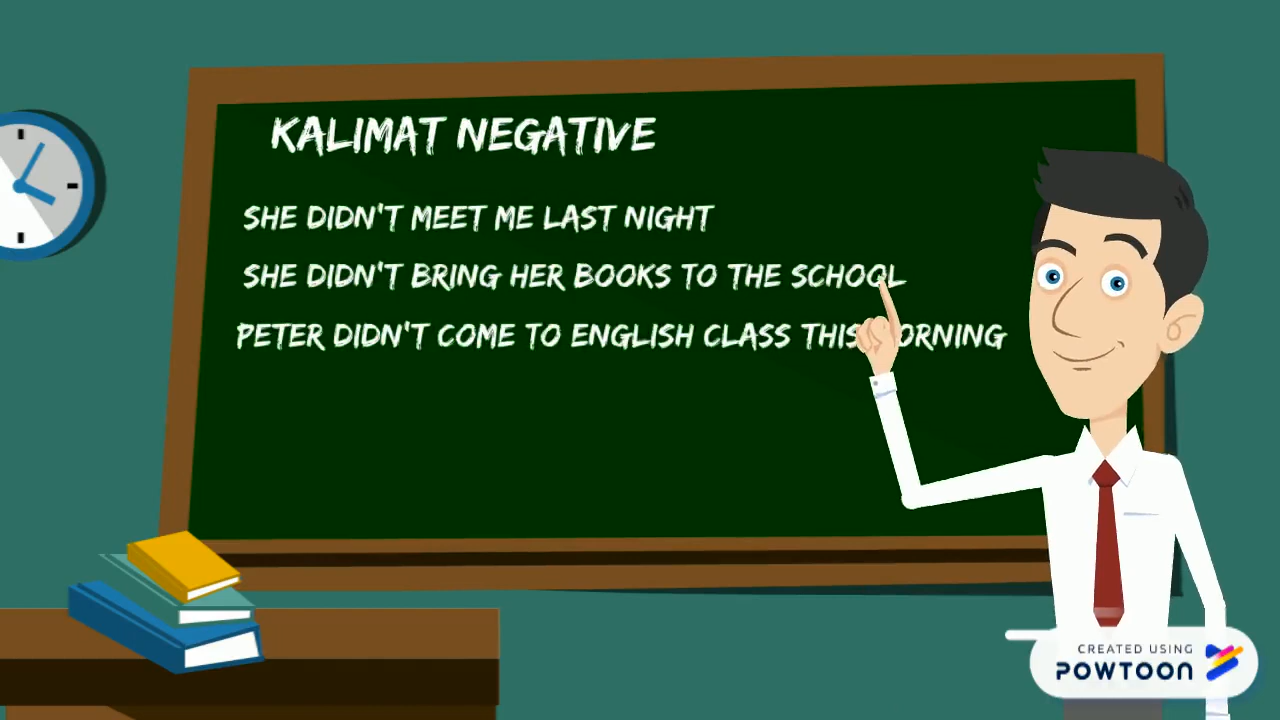 KALIMAT NEGATIVE
SHE DIDN'T MEET ME LAST NIGHT
SHE DIDN'T BRING HER BOOKS TO THE SCHOOL
PETER DIDN'T COME TO ENGLISH CLASS THIS MORNING
CREATED USING
POWTOON